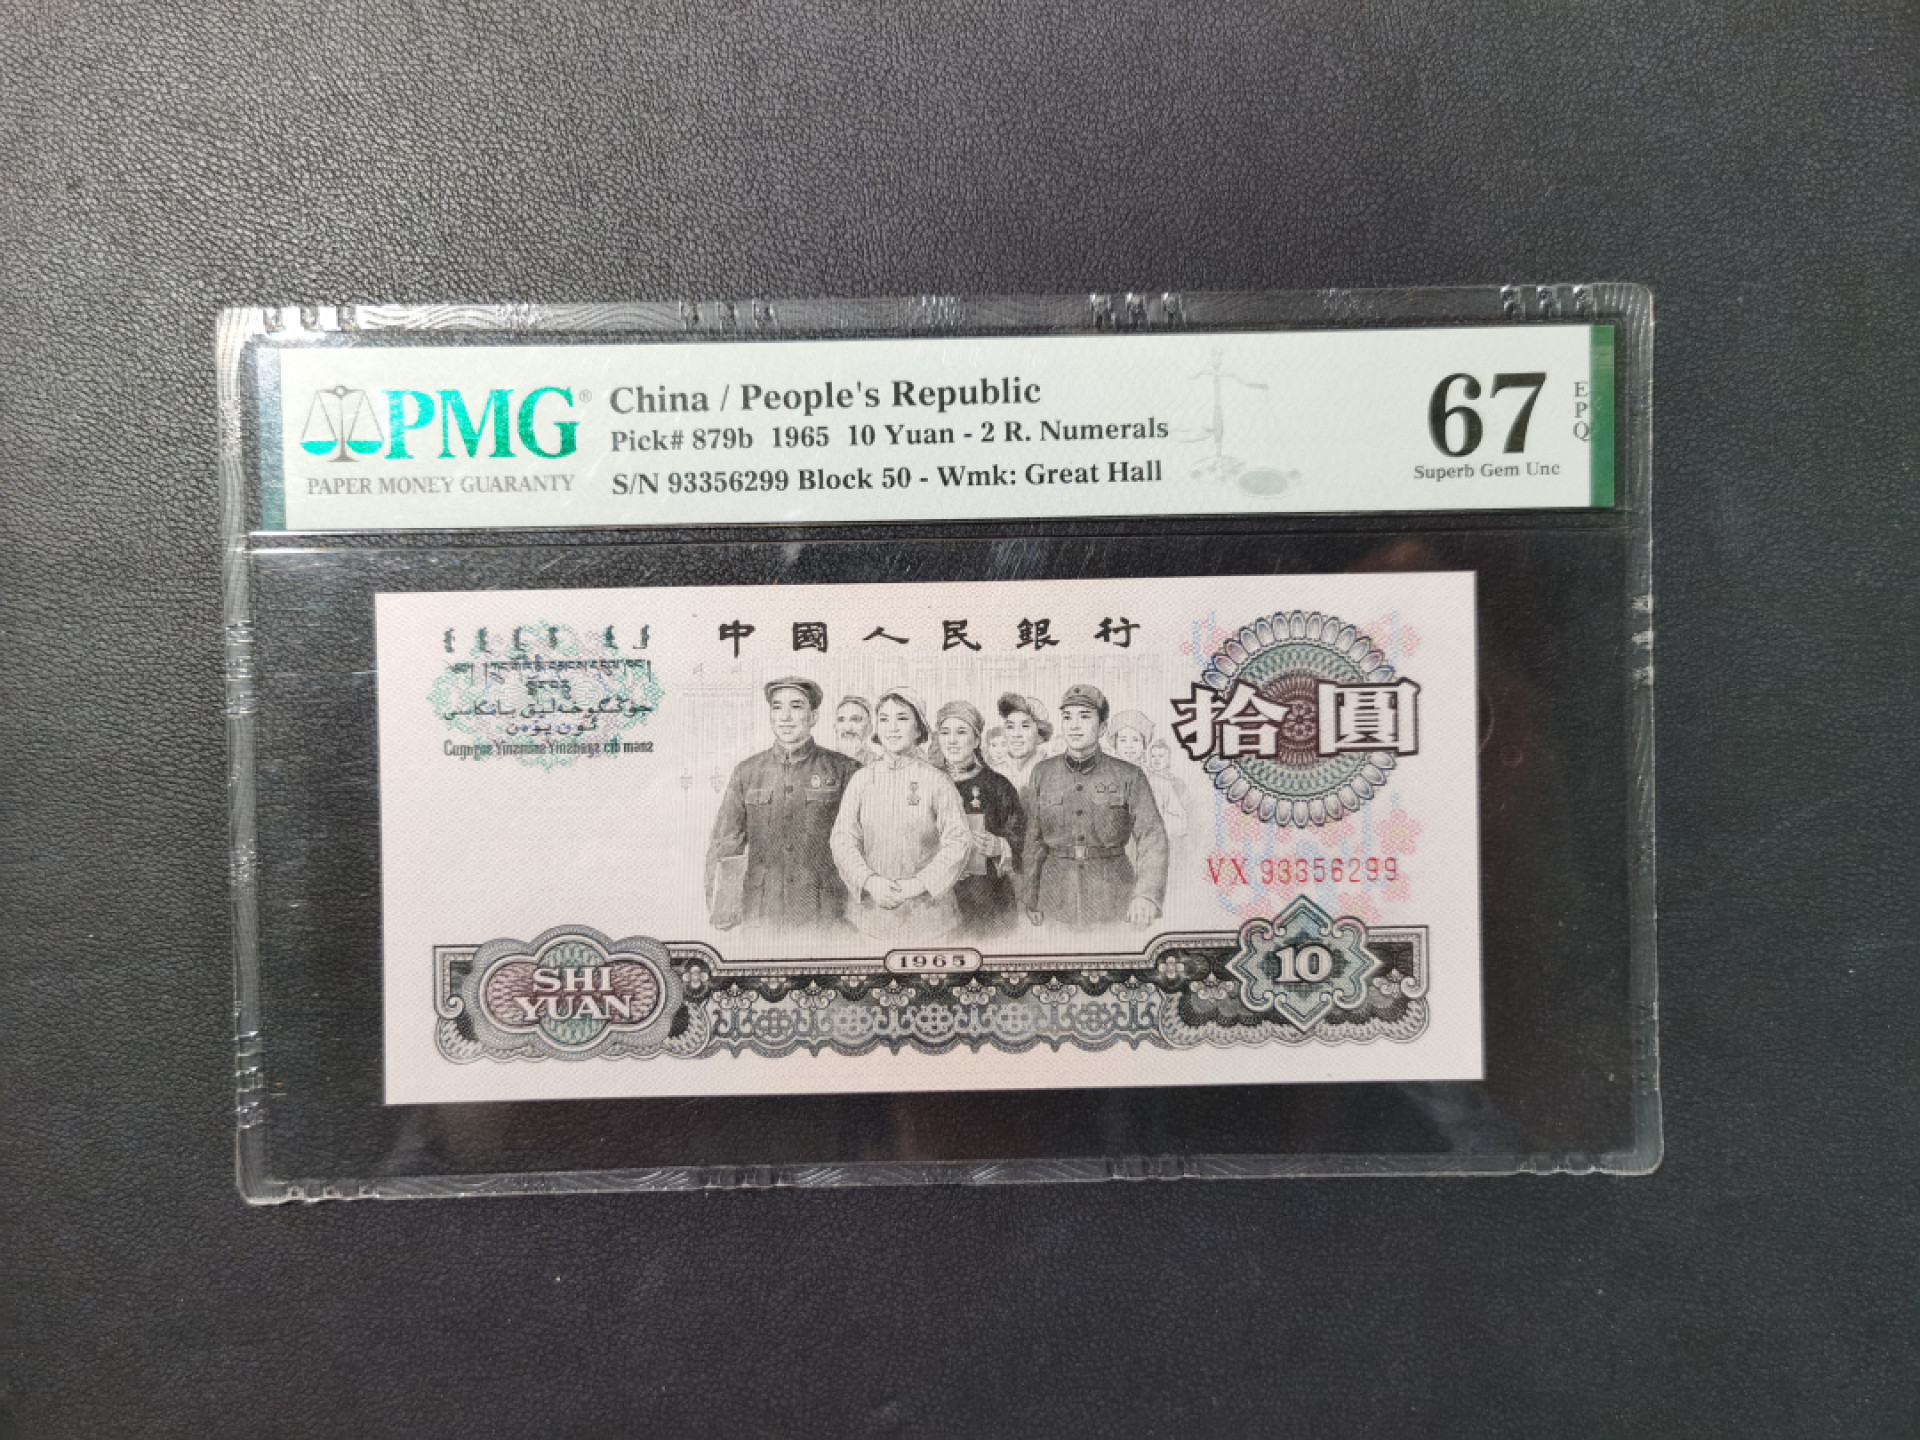 PMG®
PAPER MONEY GUARANTY
China / People's Republic
Pick# 879b 1965 10 Yuan - 2 R. Numerals
S/N 93356299 Block 50 - Wmk: Great Hall
67
EPQ
Superb Gem Unc
中國人民銀行
拾圓
VX 93356299
1965
SHI
YUAN
10